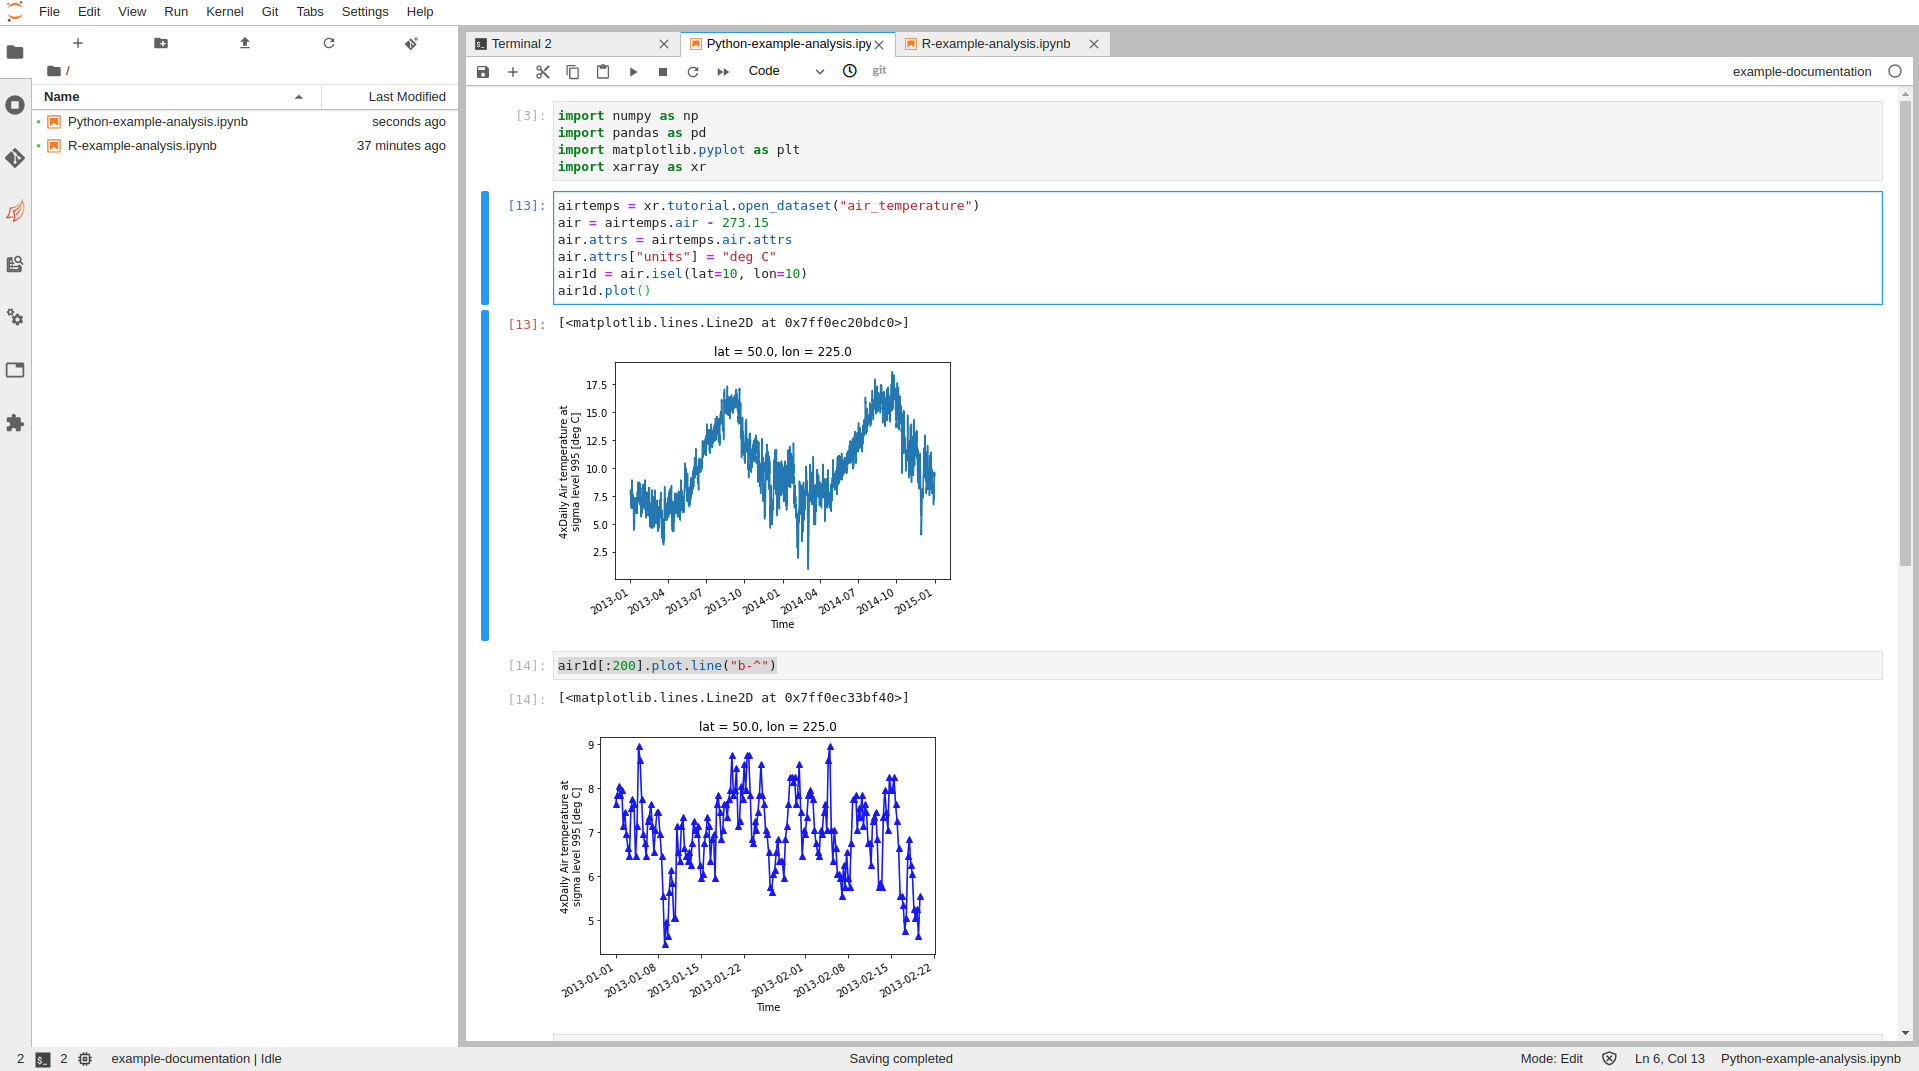 File Edit View Run Kernel Git Tabs Settings Help
/
Name Last Modified
Python-example-analysis.ipynb seconds ago
R-example-analysis.ipynb 37 minutes ago
Terminal 2 Python-example-analysis.ipy R-example-analysis.ipynb
Code git example-documentation
[3]: import numpy as np
import pandas as pd
import matplotlib.pyplot as plt
import xarray as xr
[13]: airtemps = xr.tutorial.open_dataset("air_temperature")
air = airtemps.air - 273.15
air.attrs = airtemps.air.attrs
air.attrs["units"] = "deg C"
air1d = air.isel(lat=10, lon=10)
air1d.plot()
[13]: [<matplotlib.lines.Line2D at 0x7ff0ec20bdc0>]
lat = 50.0, lon = 225.0
17.5
15.0
12.5
10.0
7.5
5.0
2.5
4xDaily Air temperature at
sigma level 995 [deg C]
2013-01 2013-04 2013-07 2013-10 2014-01 2014-04 2014-07 2014-10 2015-01
Time
[14]: air1d[:200].plot.line("b-^")
[14]: [<matplotlib.lines.Line2D at 0x7ff0ec33bf40>]
lat = 50.0, lon = 225.0
9
8
7
6
5
4xDaily Air temperature at
sigma level 995 [deg C]
2013-01-01 2013-01-08 2013-01-15 2013-01-22 2013-02-01 2013-02-08 2013-02-15 2013-02-22
Time
2 $_ 2 example-documentation | Idle Saving completed Mode: Edit Ln 6, Col 13 Python-example-analysis.ipynb